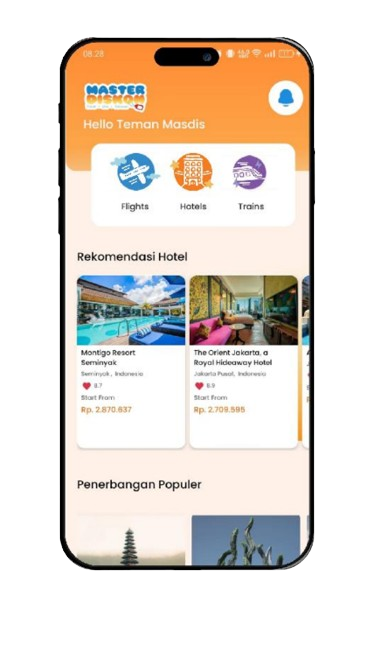 08.28
MASTER
DISKON
Hello Teman Masdis
Flights
Hotels
Trains
Rekomendasi Hotel
Montigo Resort
Seminyak
Seminyak, Indonesia
8.7
Start From
Rp. 2.870.637
The Orient Jakarta, a
Royal Hideaway Hotel
Jakarta Pusat, Indonesia
8.9
Start From
Rp. 2.709.595
Penerbangan Populer